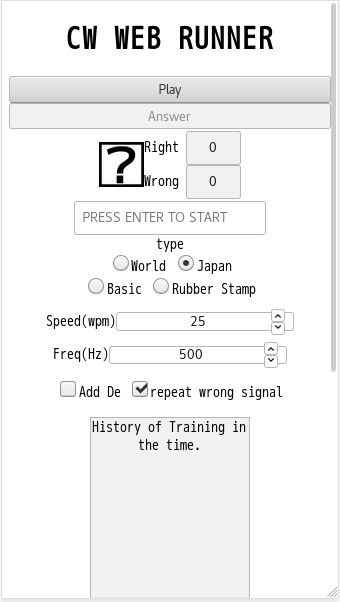 CW WEB RUNNER
Play
Answer
?
Right 0
Wrong 0
PRESS ENTER TO START
type
World Japan
Basic Rubber Stamp
Speed(wpm) 25
Freq(Hz) 500
Add De repeat wrong signal
History of Training in
the time.